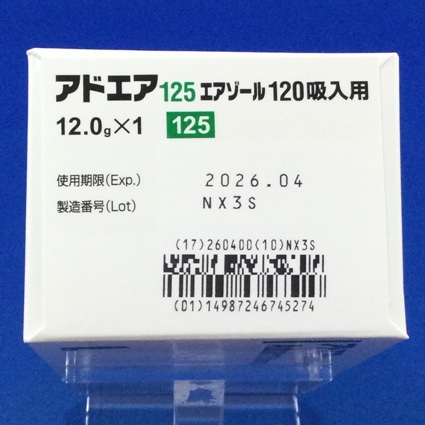 アドエア125エアゾール120吸入用
12.0g×1 125
使用期限(Exp.) 2026.04
製造番号(Lot) NX3S
(17)260400(10)NX3S
(01)14987246745274